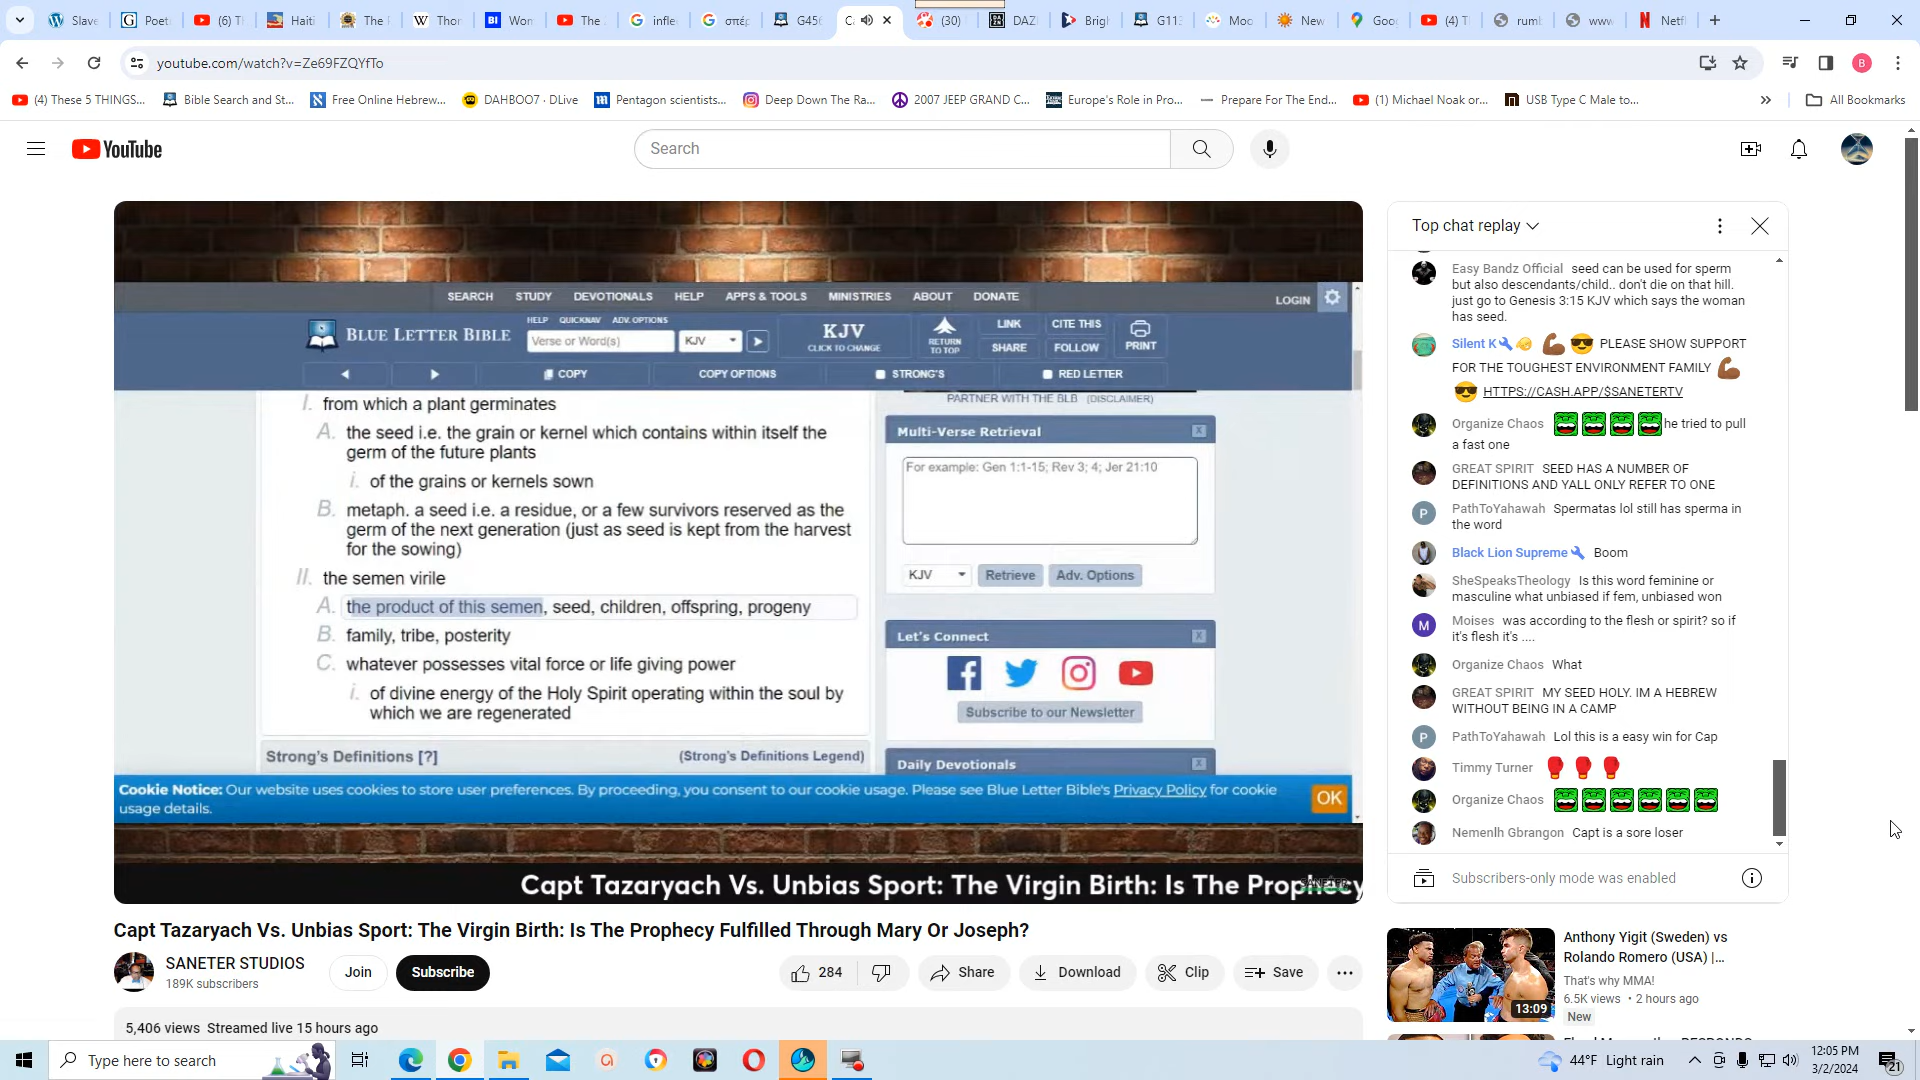 Slave
Poet
(6) T
Haiti
The F
Thor
Won
The
infle
σπέρ
G456
Ca
(30)
DAZ
Brigh
G113
Moo
New
Goo
(4) T
rumb
www
Netf
youtube.com/watch?v=Ze69FZQYfTo
B
(4) These 5 THINGS...
Bible Search and St...
Free Online Hebrew...
DAHBOO7 · DLive
Pentagon scientists...
Deep Down The Ra...
2007 JEEP GRAND C...
Europe's Role in Pro...
Prepare For The End...
(1) Michael Noak or...
USB Type C Male to...
All Bookmarks
YouTube
Search
SEARCH STUDY DEVOTIONALS HELP APPS & TOOLS MINISTRIES ABOUT DONATE
LOGIN
BLUE LETTER BIBLE
HELP QUICKNAV ADV. OPTIONS
Verse or Word(s)
KJV
KJV
CLICK TO CHANGE
RETURN
TO TOP
LINK
SHARE
CITE THIS
FOLLOW
PRINT
COPY
COPY OPTIONS
STRONG'S
RED LETTER
I. from which a plant germinates
A. the seed i.e. the grain or kernel which contains within itself the
germ of the future plants
i. of the grains or kernels sown
B. metaph. a seed i.e. a residue, or a few survivors reserved as the
germ of the next generation (just as seed is kept from the harvest
for the sowing)
II. the semen virile
A. the product of this semen, seed, children, offspring, progeny
B. family, tribe, posterity
C. whatever possesses vital force or life giving power
i. of divine energy of the Holy Spirit operating within the soul by
which we are regenerated
Strong's Definitions [?]
(Strong's Definitions Legend)
PARTNER WITH THE BLB (DISCLAIMER)
Multi-Verse Retrieval
X
For example: Gen 1:1-15; Rev 3; 4; Jer 21:10
KJV
Retrieve
Adv. Options
Let's Connect
X
Subscribe to our Newsletter
Daily Devotionals
X
Cookie Notice: Our website uses cookies to store user preferences. By proceeding, you consent to our cookie usage. Please see Blue Letter Bible's Privacy Policy for cookie
usage details.
OK
Capt Tazaryach Vs. Unbias Sport: The Virgin Birth: Is The Prophecy
SANETER
Capt Tazaryach Vs. Unbias Sport: The Virgin Birth: Is The Prophecy Fulfilled Through Mary Or Joseph?
SANETER STUDIOS
189K subscribers
Join
Subscribe
284
Share
Download
Clip
Save
5,406 views Streamed live 15 hours ago
Top chat replay
Easy Bandz Official seed can be used for sperm
but also descendants/child.. don't die on that hill.
just go to Genesis 3:15 KJV which says the woman
has seed.
Silent K PLEASE SHOW SUPPORT
FOR THE TOUGHEST ENVIRONMENT FAMILY
HTTPS://CASH.APP/$SANETERTV
Organize Chaos he tried to pull
a fast one
GREAT SPIRIT SEED HAS A NUMBER OF
DEFINITIONS AND YALL ONLY REFER TO ONE
P
PathToYahawah Spermatas lol still has sperma in
the word
Black Lion Supreme Boom
SheSpeaksTheology Is this word feminine or
masculine what unbiased if fem, unbiased won
M
Moises was according to the flesh or spirit? so if
it's flesh it's ....
Organize Chaos What
GREAT SPIRIT MY SEED HOLY. IM A HEBREW
WITHOUT BEING IN A CAMP
P
PathToYahawah Lol this is a easy win for Cap
Timmy Turner
Organize Chaos
Nemenlh Gbrangon Capt is a sore loser
Subscribers-only mode was enabled
Anthony Yigit (Sweden) vs
Rolando Romero (USA) |...
That's why MMA!
6.5K views • 2 hours ago
New
13:09
Type here to search
44°F Light rain
12:05 PM
3/2/2024
21